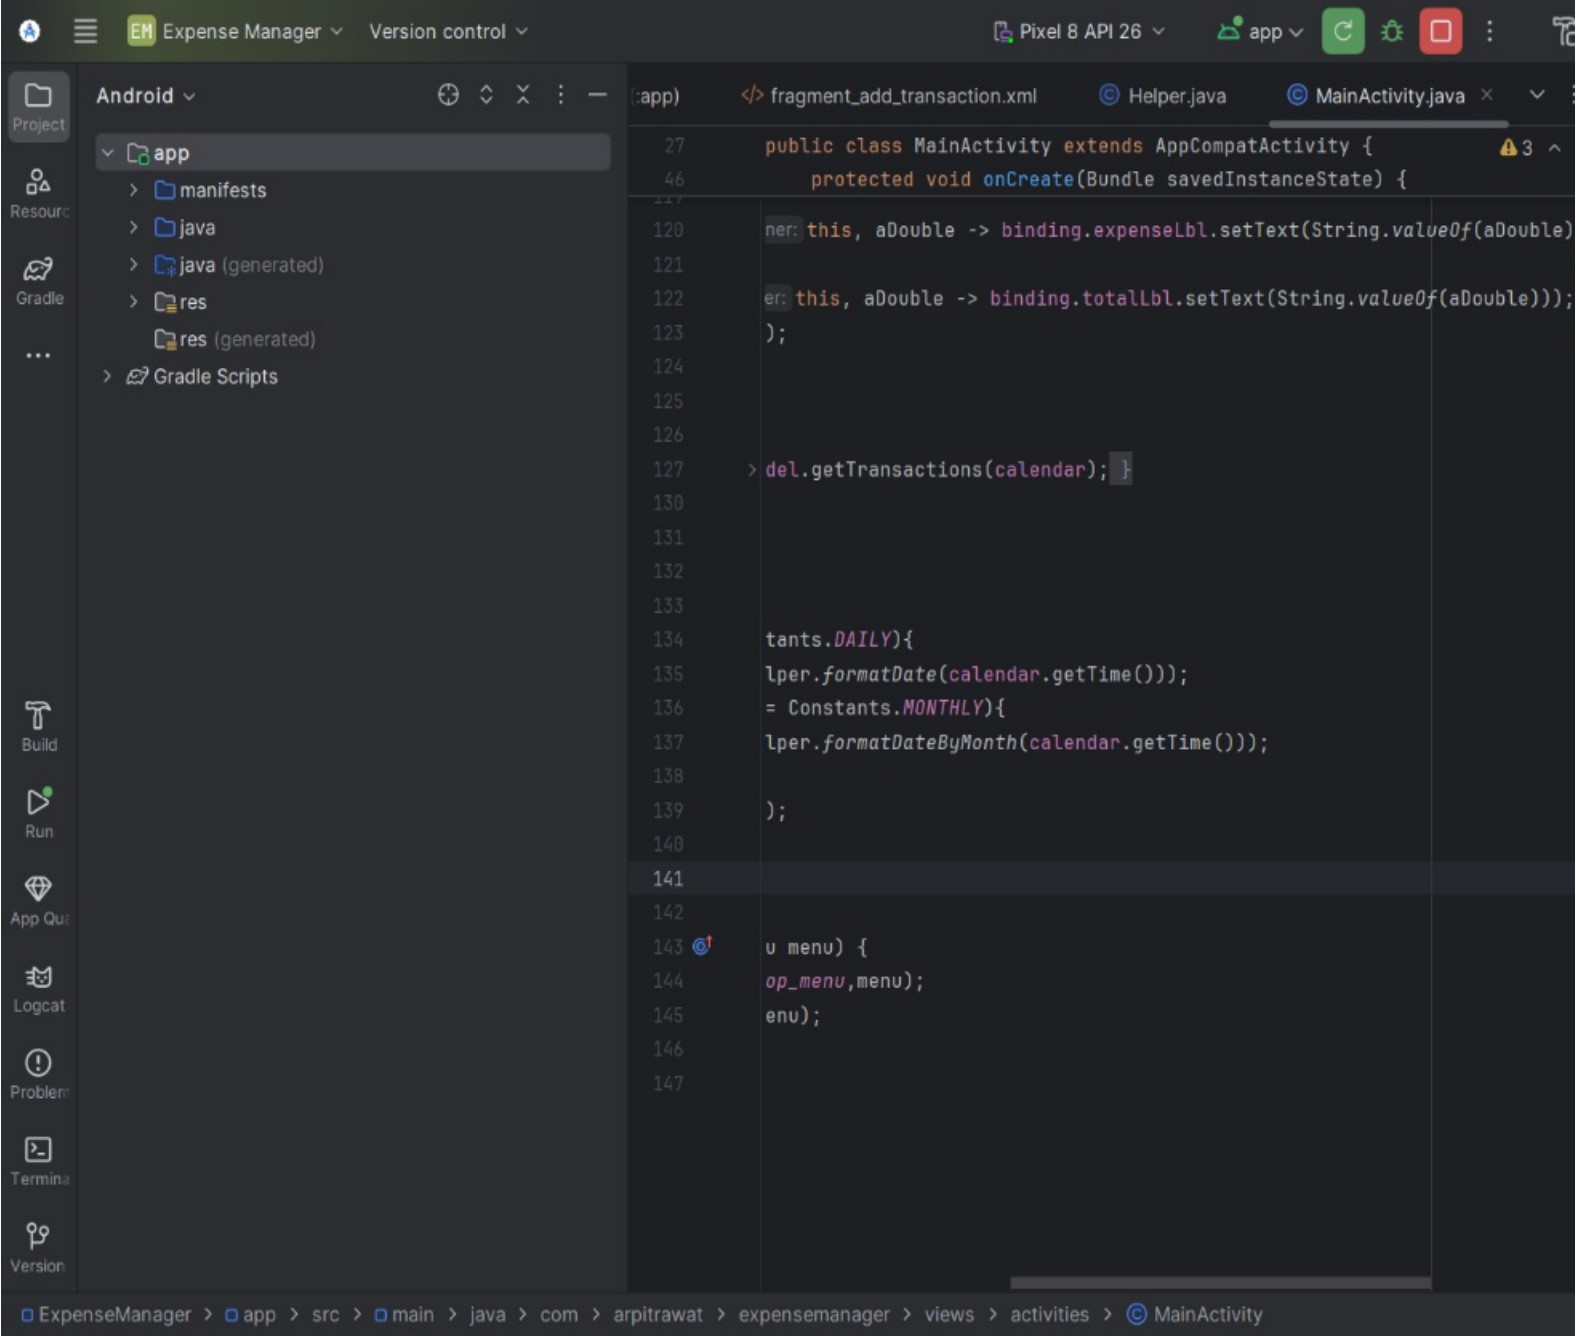 EM Expense Manager Version control Pixel 8 API 26 app
Project
Resourc
Gradle
Build
Run
App Qua
Logcat
Problem
Termina
Version
Android
app
manifests
java
java (generated)
res
res (generated)
Gradle Scripts
:app) </> fragment_add_transaction.xml Helper.java MainActivity.java
27 public class MainActivity extends AppCompatActivity { 3
46 protected void onCreate(Bundle savedInstanceState) {
119
120 ner: this, aDouble -> binding.expenseLbl.setText(String.valueOf(aDouble)
121
122 er: this, aDouble -> binding.totalLbl.setText(String.valueOf(aDouble)));
123 );
124
125
126
127 del.getTransactions(calendar); }
130
131
132
133
134 tants.DAILY){
135 lper.formatDate(calendar.getTime()));
136 = Constants.MONTHLY){
137 lper.formatDateByMonth(calendar.getTime()));
138
139 );
140
141
142
143 u menu) {
144 op_menu,menu);
145 enu);
146
147
ExpenseManager > app > src > main > java > com > arpitrawat > expensemanager > views > activities > MainActivity